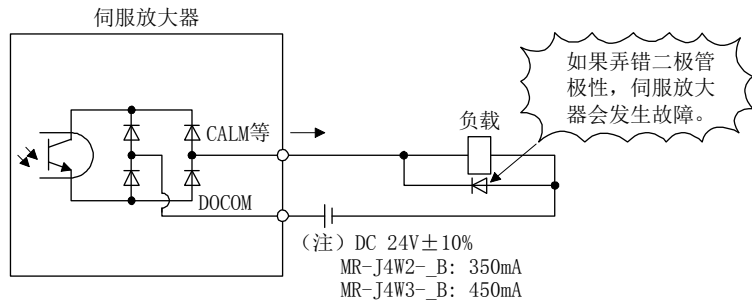 伺服放大器
如果弄错二极管
极性，伺服放大
器会发生故障。
负载
CALM等
DOCOM
（注）DC 24V±10%
MR-J4W2-_B: 350mA
MR-J4W3-_B: 450mA